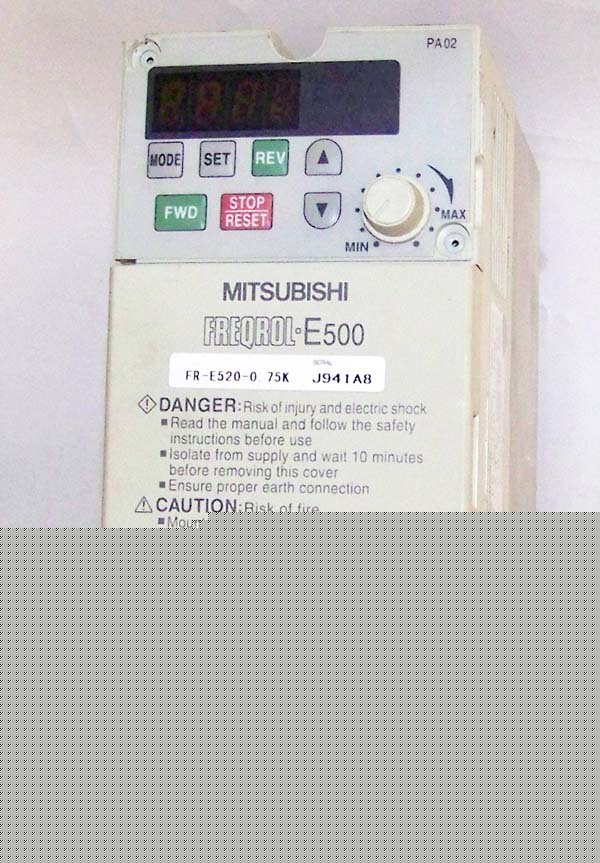 PA02
MODE SET REV ▲
FWD STOP RESET ▼
MIN MAX
MITSUBISHI
FREQROL-E500
SERIAL
FR-E520-0.75K J941A8
DANGER: Risk of injury and electric shock
■ Read the manual and follow the safety
instructions before use
■ Isolate from supply and wait 10 minutes
before removing this cover
■ Ensure proper earth connection
CAUTION: Risk of fire